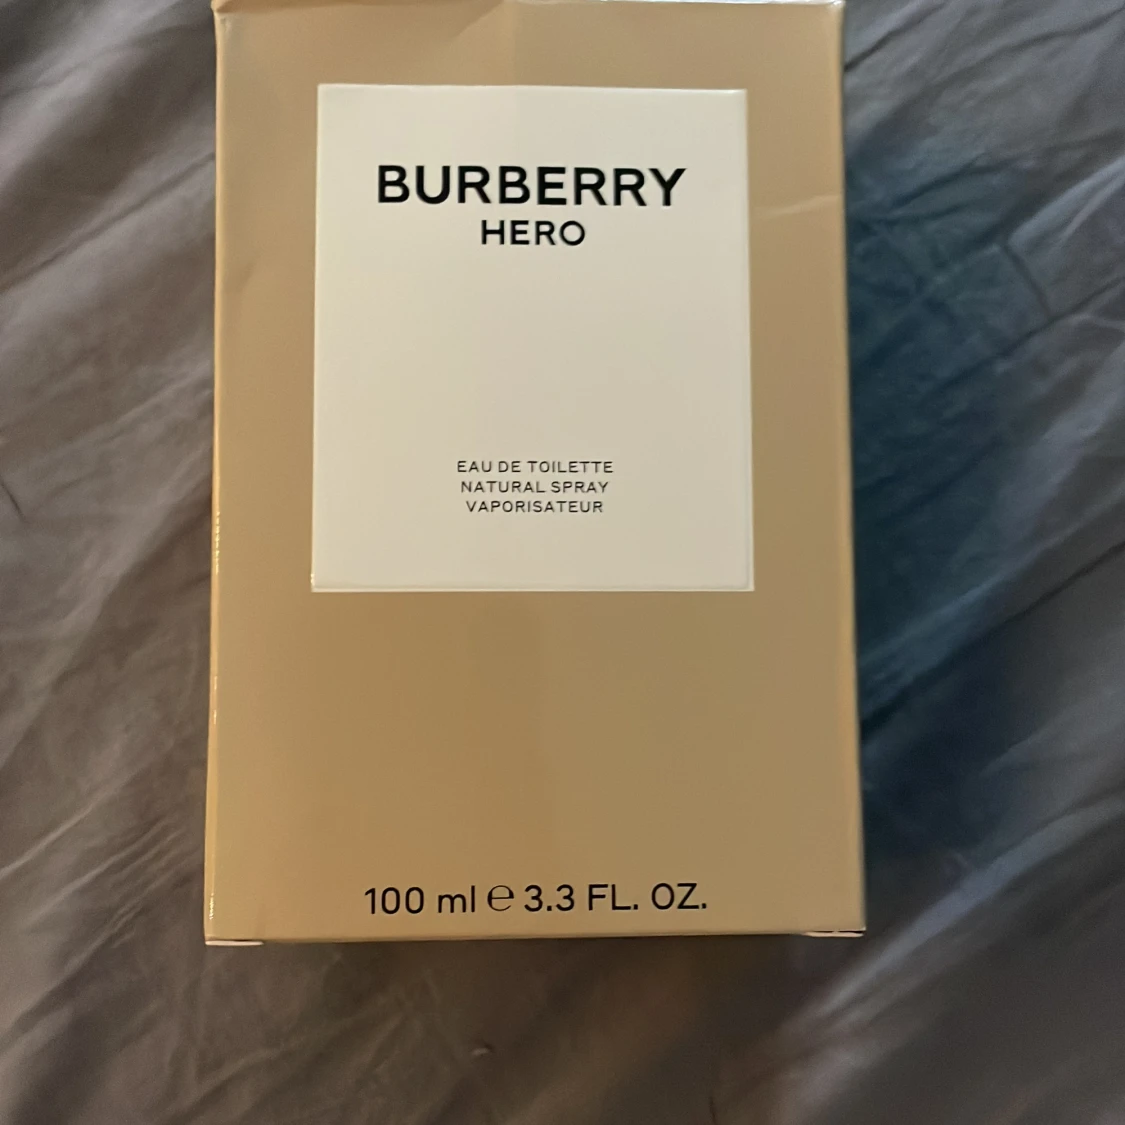 BURBERRY
HERO
EAU DE TOILETTE
NATURAL SPRAY
VAPORISATEUR
100 ml ℮ 3.3 FL. OZ.